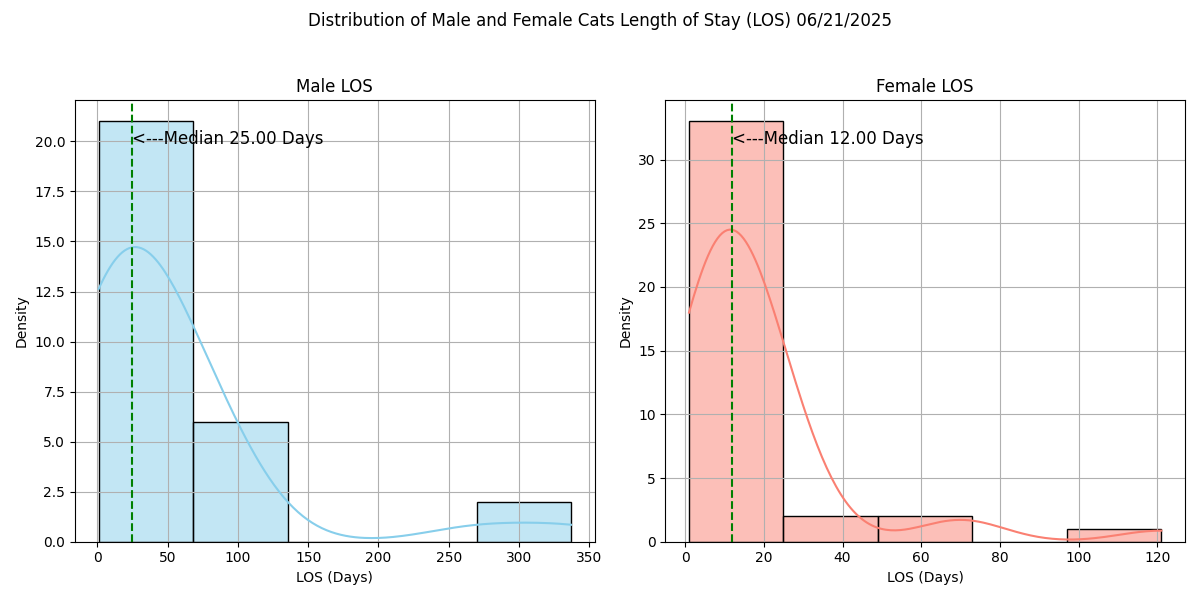 Distribution of Male and Female Cats Length of Stay (LOS) 06/21/2025
Male LOS
20.0
17.5
15.0
12.5
10.0
7.5
5.0
2.5
0.0
Density
<---Median 25.00 Days
0 50 100 150 200 250 300 350
LOS (Days)
Female LOS
30
25
20
15
10
5
0
Density
<---Median 12.00 Days
0 20 40 60 80 100 120
LOS (Days)